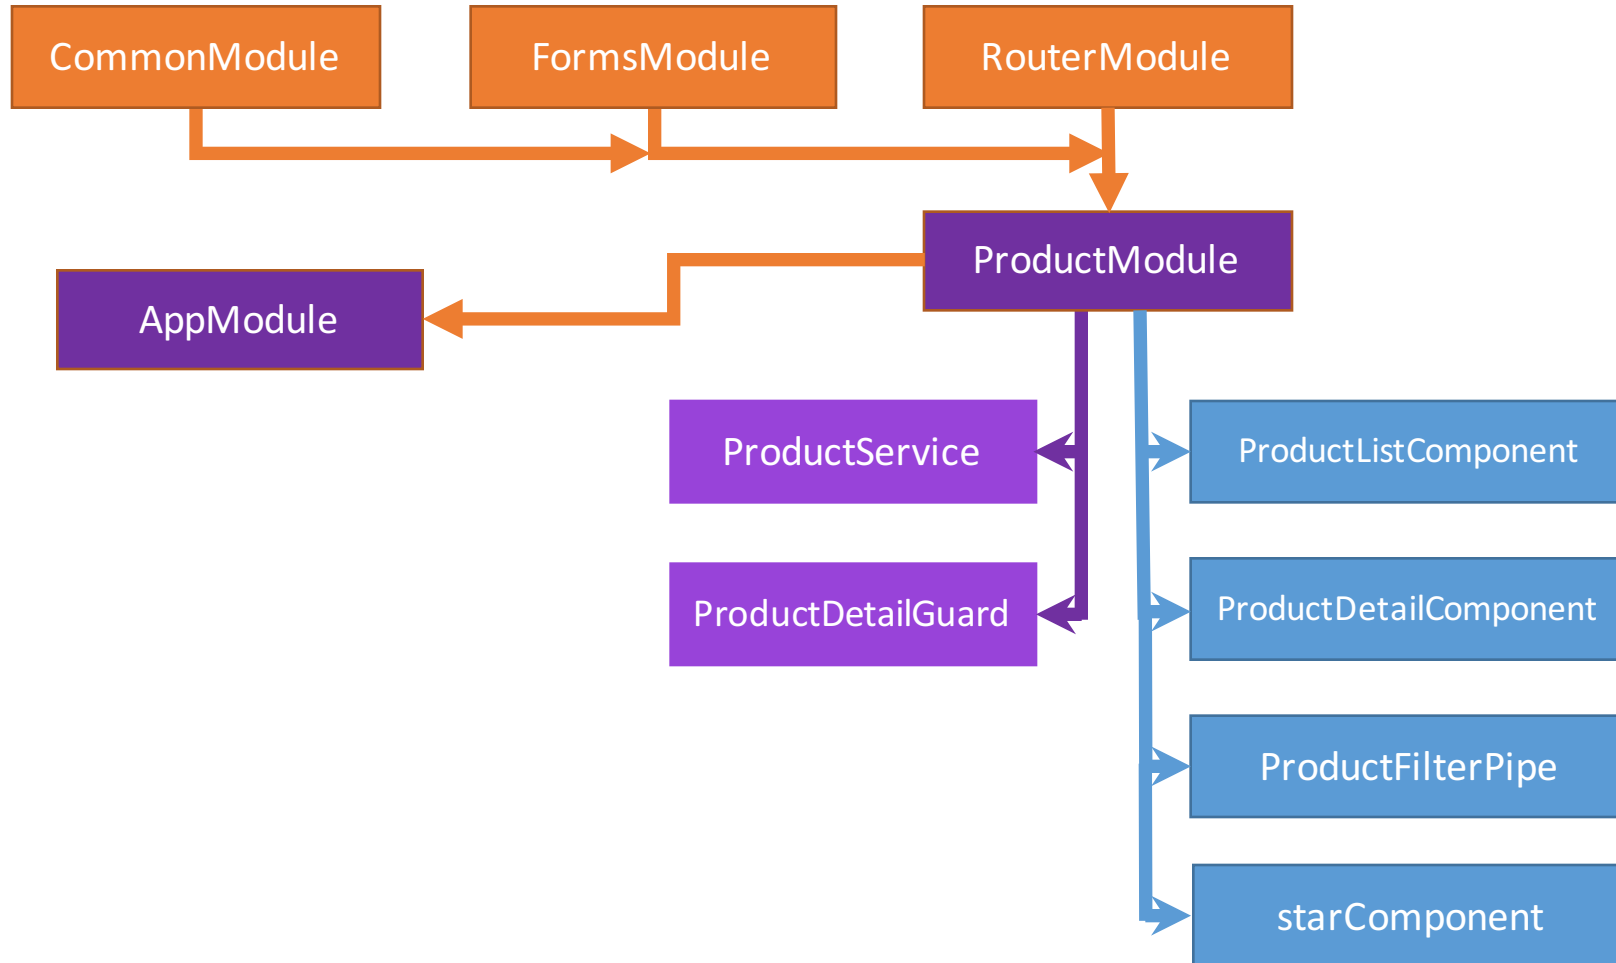 CommonModule
FormsModule
RouterModule
ProductModule
AppModule
ProductService
ProductListComponent
ProductDetailGuard
ProductDetailComponent
ProductFilterPipe
starComponent